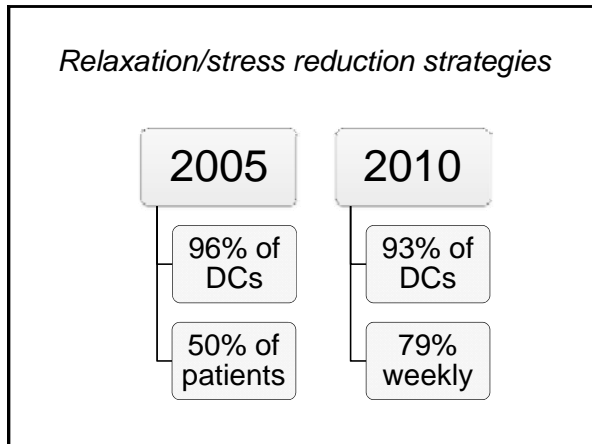 Relaxation/stress reduction strategies
2005
96% of
DCs
50% of
patients
2010
93% of
DCs
79%
weekly